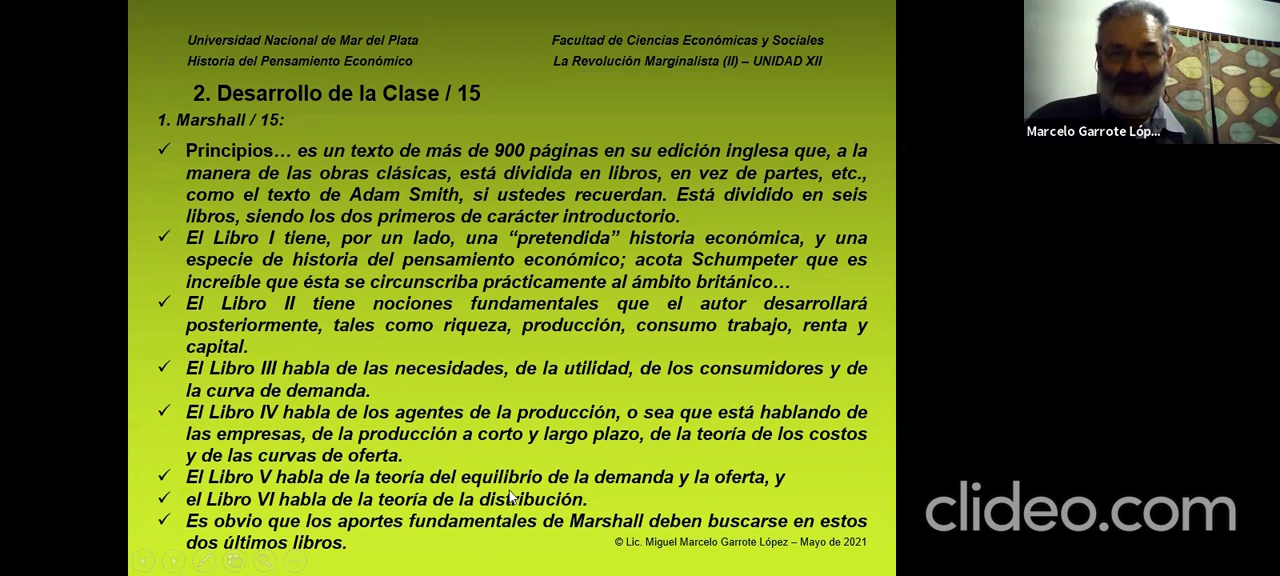 Universidad Nacional de Mar del Plata
Facultad de Ciencias Económicas y Sociales
Historia del Pensamiento Económico
La Revolución Marginalista (II) – UNIDAD XII
2. Desarrollo de la Clase / 15
1. Marshall / 15:
Principios… es un texto de más de 900 páginas en su edición inglesa que, a la
manera de las obras clásicas, está dividida en libros, en vez de partes, etc.,
como el texto de Adam Smith, si ustedes recuerdan. Está dividido en seis
libros, siendo los dos primeros de carácter introductorio.
El Libro I tiene, por un lado, una “pretendida” historia económica, y una
especie de historia del pensamiento económico; acota Schumpeter que es
increíble que ésta se circunscriba prácticamente al ámbito británico…
El Libro II tiene nociones fundamentales que el autor desarrollará
posteriormente, tales como riqueza, producción, consumo trabajo, renta y
capital.
El Libro III habla de las necesidades, de la utilidad, de los consumidores y de
la curva de demanda.
El Libro IV habla de los agentes de la producción, o sea que está hablando de
las empresas, de la producción a corto y largo plazo, de la teoría de los costos
y de las curvas de oferta.
El Libro V habla de la teoría del equilibrio de la demanda y la oferta, y
el Libro VI habla de la teoría de la distribución.
Es obvio que los aportes fundamentales de Marshall deben buscarse en estos
dos últimos libros.
© Lic. Miguel Marcelo Garrote López – Mayo de 2021
Marcelo Garrote Lóp...
clideo.com